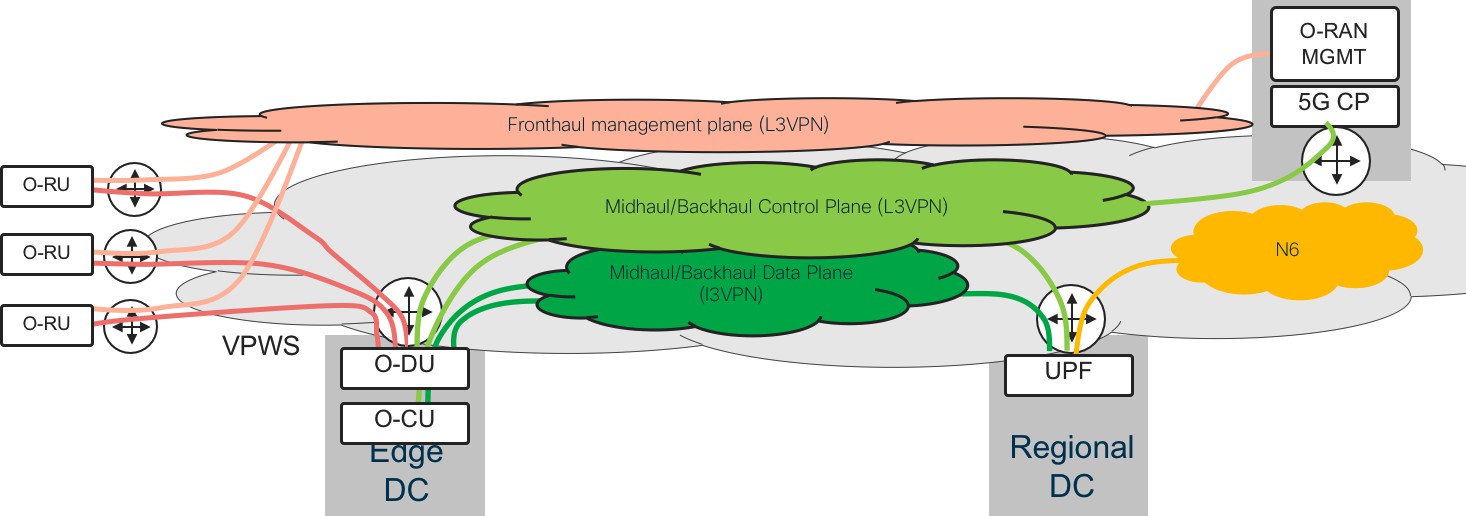 O-RAN
MGMT
5G CP
Fronthaul management plane (L3VPN)
O-RU
Midhaul/Backhaul Control Plane (L3VPN)
O-RU
N6
Midhaul/Backhaul Data Plane
(l3VPN)
O-RU
VPWS
O-DU
UPF
O-CU
Edge
DC
Regional
DC